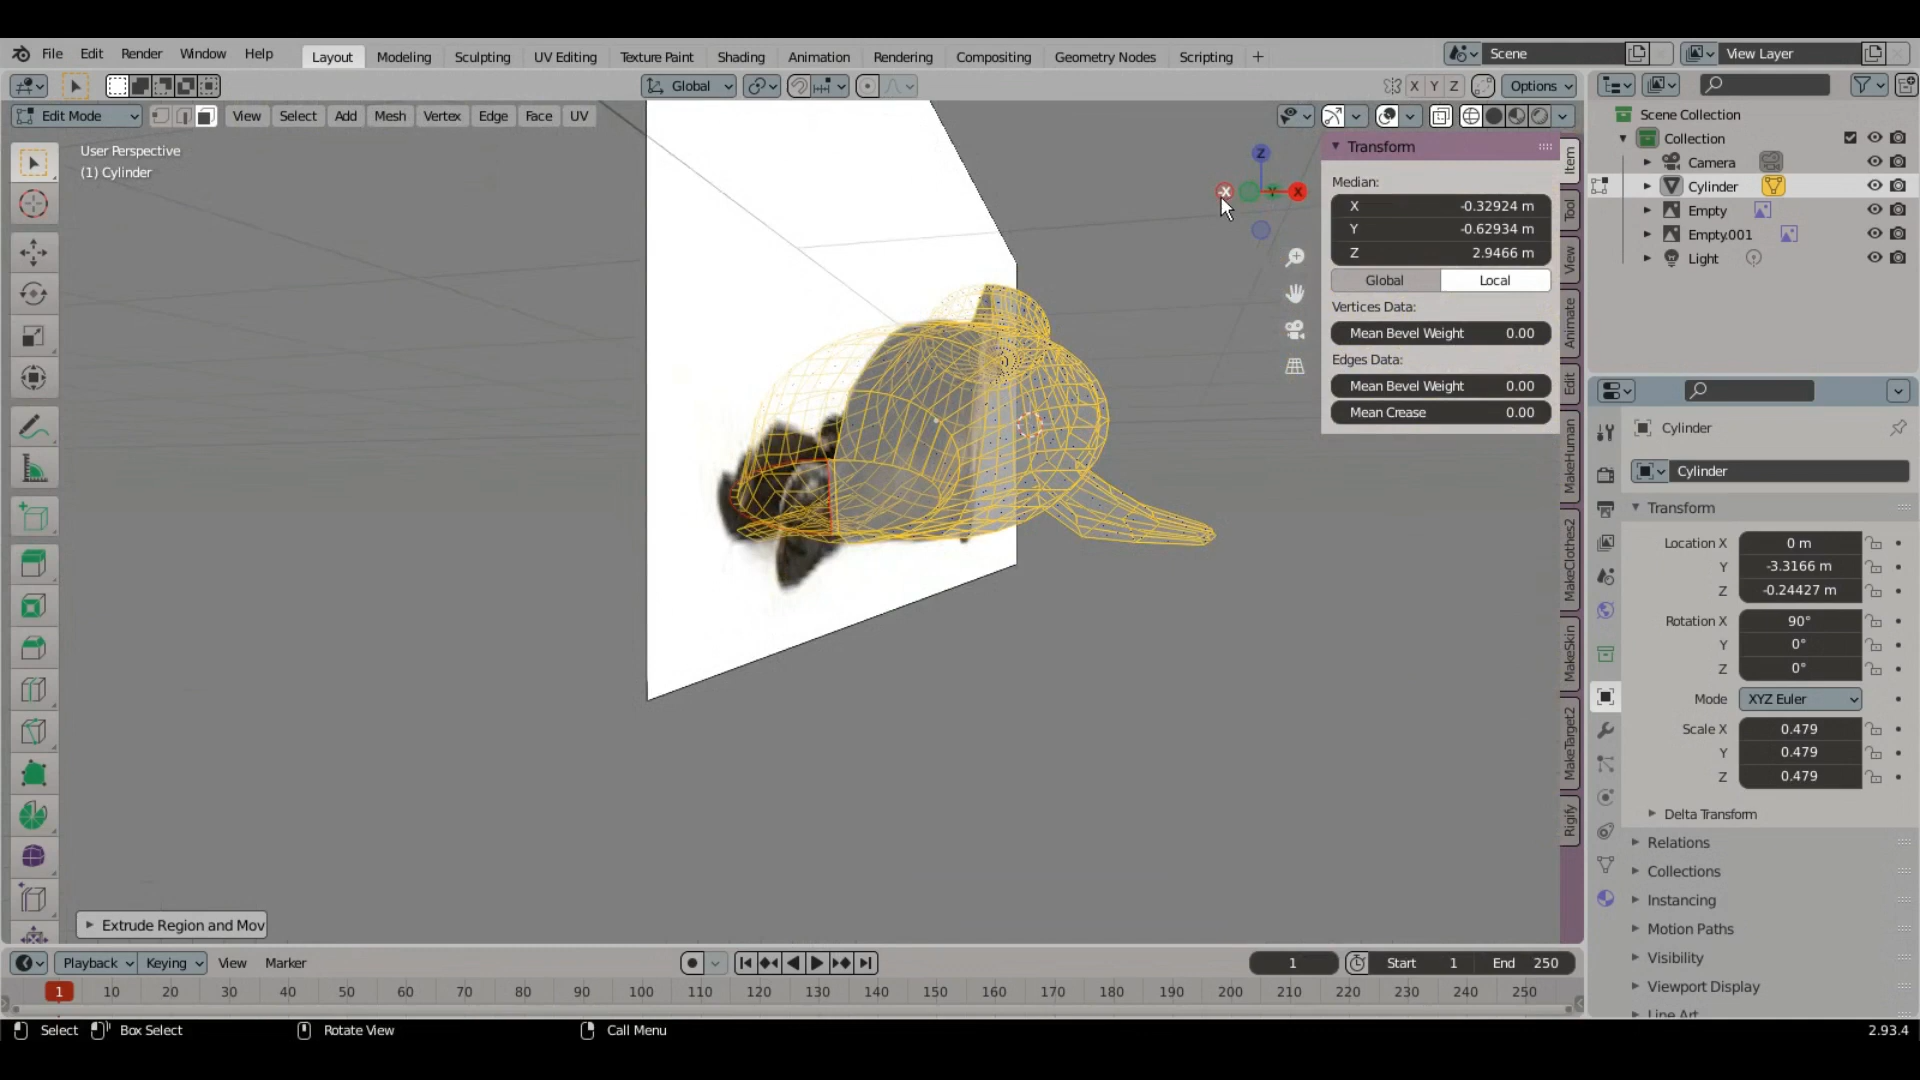 File Edit Render Window Help Layout Modeling Sculpting UV Editing Texture Paint Shading Animation Rendering Compositing Geometry Nodes Scripting + Scene View Layer
Global X Y Z Options
Edit Mode View Select Add Mesh Vertex Edge Face UV
User Perspective
(1) Cylinder
Z
-X Y X
Transform
Median:
X -0.32924 m
Y -0.62934 m
Z 2.9466 m
Global Local
Vertices Data:
Mean Bevel Weight 0.00
Edges Data:
Mean Bevel Weight 0.00
Mean Crease 0.00
Item
Tool
View
Animate
Edit
MakeHuman
MakeClothes2
MakeSkin
MakeTarget2
Rigify
Scene Collection
Collection
Camera
Cylinder
Empty
Empty.001
Light
Cylinder
Cylinder
Transform
Location X 0 m
Y -3.3166 m
Z -0.24427 m
Rotation X 90°
Y 0°
Z 0°
Mode XYZ Euler
Scale X 0.479
Y 0.479
Z 0.479
Delta Transform
Relations
Collections
Instancing
Motion Paths
Visibility
Viewport Display
Line Art
Extrude Region and Mov
Playback Keying View Marker 1 Start 1 End 250
1 10 20 30 40 50 60 70 80 90 100 110 120 130 140 150 160 170 180 190 200 210 220 230 240 250
Select Box Select Rotate View Call Menu 2.93.4